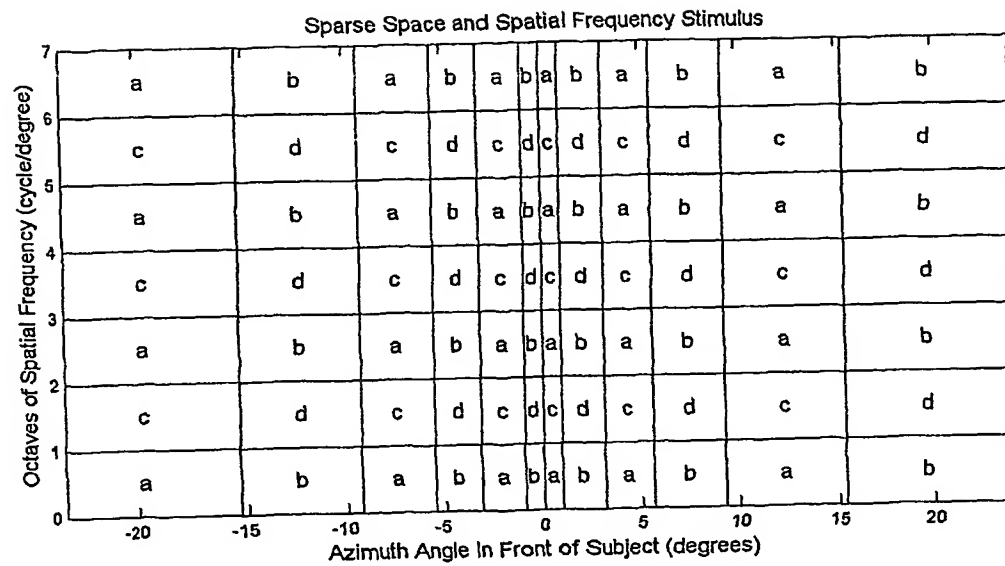 Sparse Space and Spatial Frequency Stimulus
Octaves of Spatial Frequency (cycle/degree)
7
a b a b a b a b a b a b
6
c d c d c d c d c d c d
5
a b a b a b a b a b a b
4
c d c d c d c d c d c d
3
a b a b a b a b a b a b
2
c d c d c d c d c d c d
1
a b a b a b a b a b a b
0
-20 -15 -10 -5 0 5 10 15 20
Azimuth Angle In Front of Subject (degrees)